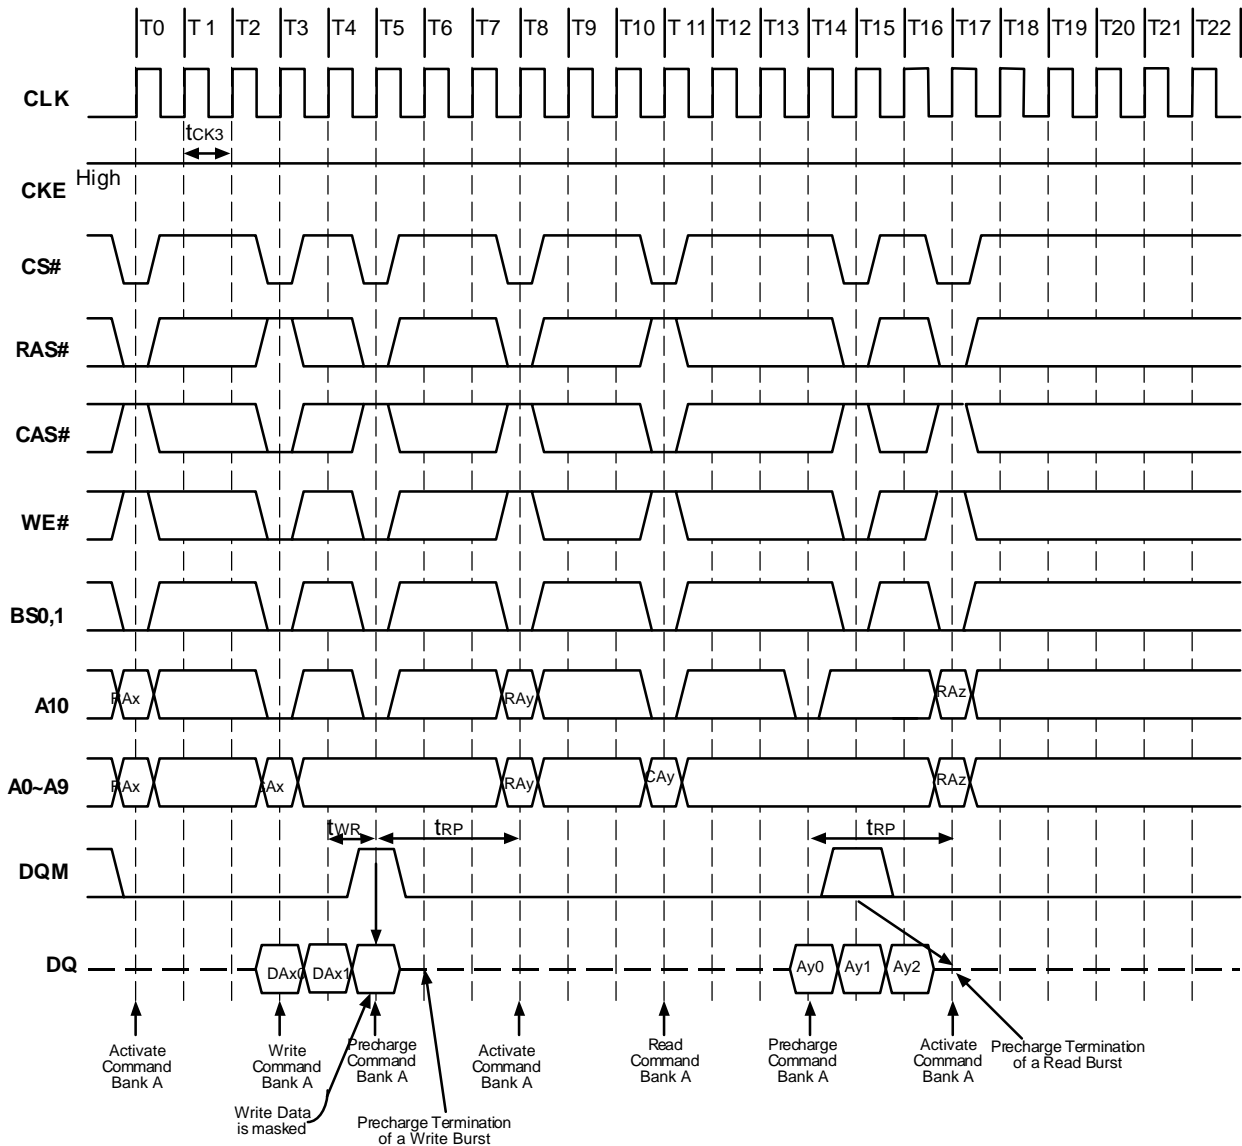 T0 T 1 T2 T3 T4 T5 T6 T7 T8 T9 T10 T 11 T12 T13 T14 T15 T16 T17 T18 T19 T20 T21 T22
CLK
tCK3
High
CKE
CS#
RAS#
CAS#
WE#
BS0,1
A10
RAx RAy RAz
A0~A9
RAx CAx RAy CAy RAz
tWR tRP tRP
DQM
DQ
DAx0 DAx1 Ay0 Ay1 Ay2
Activate
Command
Bank A
Write
Command
Bank A
Precharge
Command
Bank A
Activate
Command
Bank A
Read
Command
Bank A
Precharge
Command
Bank A
Activate
Command
Bank A
Precharge Termination
of a Read Burst
Write Data
is masked
Precharge Termination
of a Write Burst